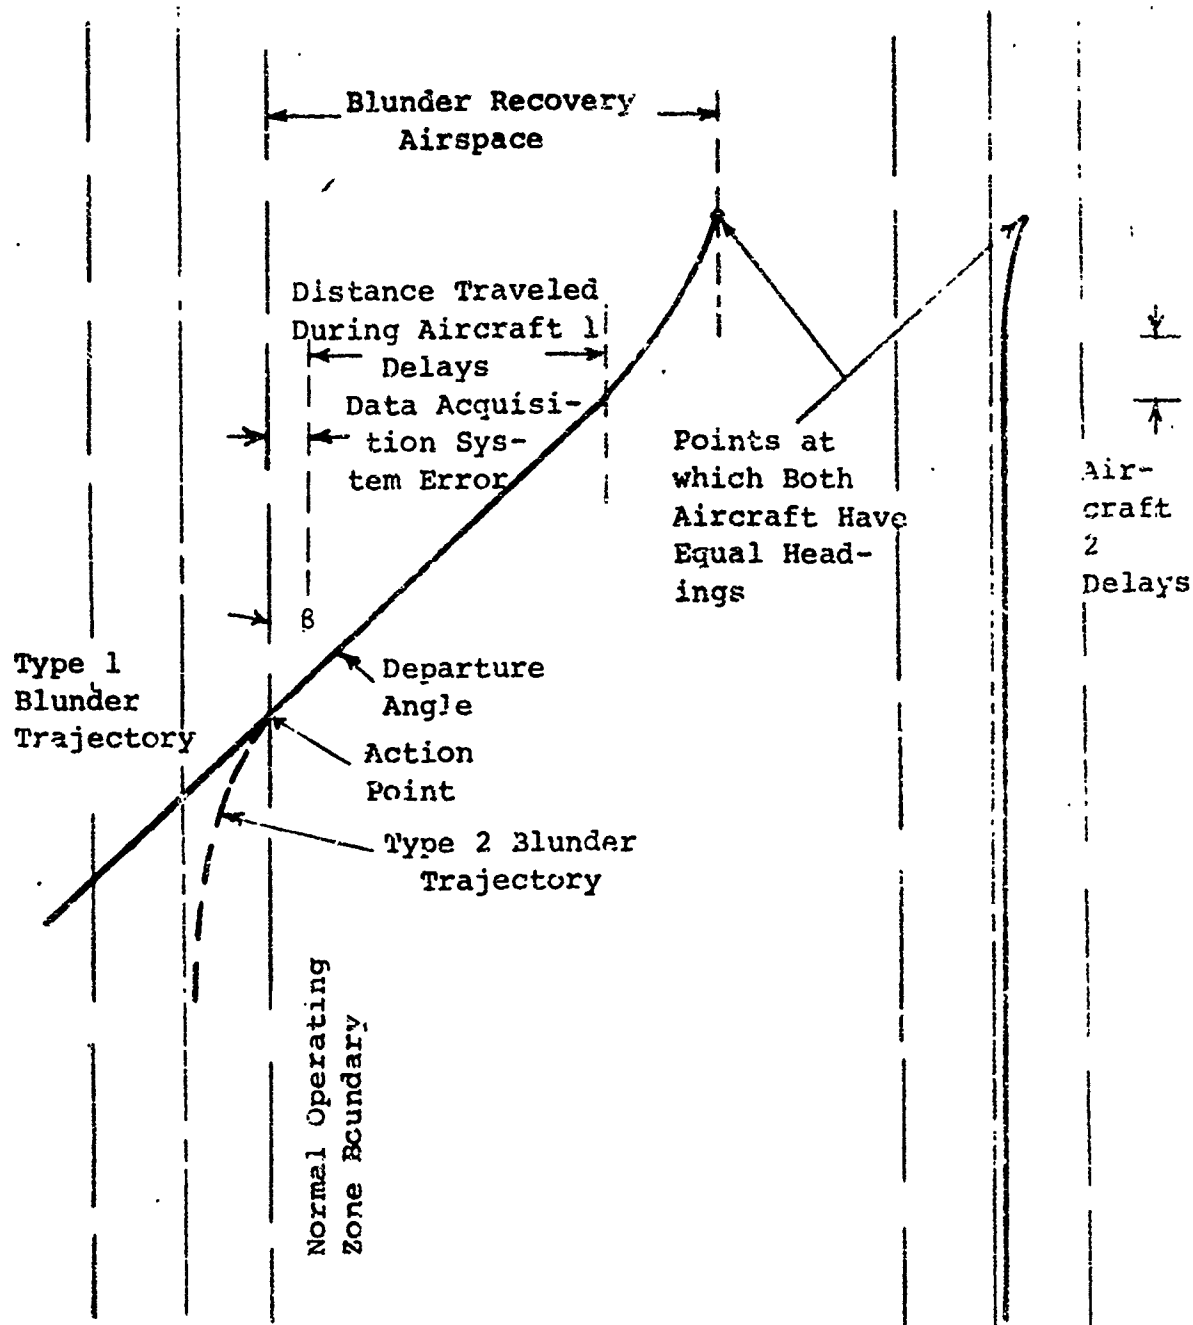 Blunder Recovery
Airspace
Distance Traveled
During Aircraft 1
Delays
Data Acquisi-
tion Sys-
tem Error
Points at
which Both
Aircraft Have
Equal Head-
ings
Air-
craft
2
Delays
β
Type 1
Blunder
Trajectory
Departure
Angle
Action
Point
Type 2 Blunder
Trajectory
Normal Operating
Zone Boundary